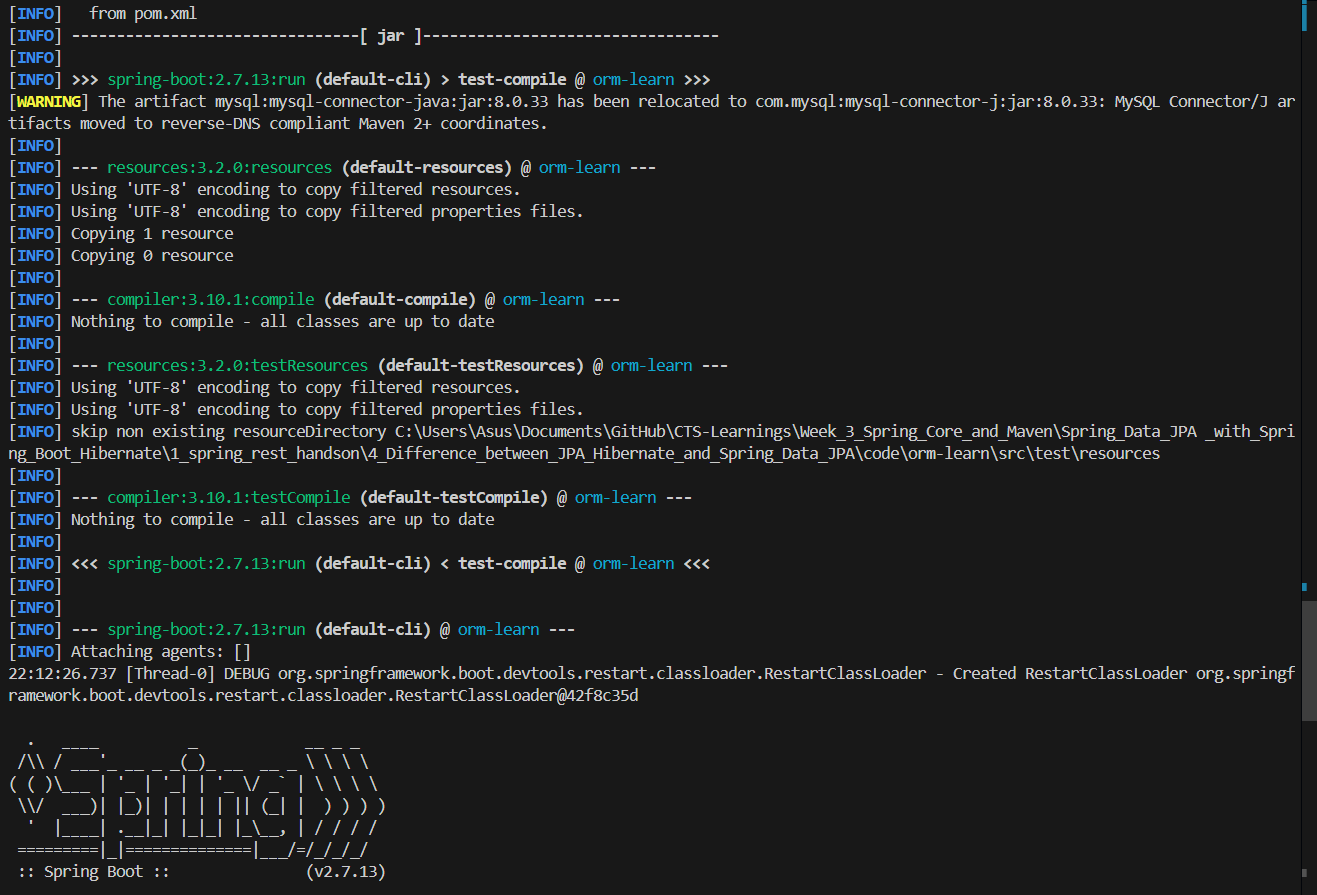 [INFO]   from pom.xml
[INFO] --------------------------------[ jar ]---------------------------------
[INFO]
[INFO] >>> spring-boot:2.7.13:run (default-cli) > test-compile @ orm-learn >>>
[WARNING] The artifact mysql:mysql-connector-java:jar:8.0.33 has been relocated to com.mysql:mysql-connector-j:jar:8.0.33: MySQL Connector/J ar
tifacts moved to reverse-DNS compliant Maven 2+ coordinates.
[INFO]
[INFO] --- resources:3.2.0:resources (default-resources) @ orm-learn ---
[INFO] Using 'UTF-8' encoding to copy filtered resources.
[INFO] Using 'UTF-8' encoding to copy filtered properties files.
[INFO] Copying 1 resource
[INFO] Copying 0 resource
[INFO]
[INFO] --- compiler:3.10.1:compile (default-compile) @ orm-learn ---
[INFO] Nothing to compile - all classes are up to date
[INFO]
[INFO] --- resources:3.2.0:testResources (default-testResources) @ orm-learn ---
[INFO] Using 'UTF-8' encoding to copy filtered resources.
[INFO] Using 'UTF-8' encoding to copy filtered properties files.
[INFO] skip non existing resourceDirectory C:\Users\Asus\Documents\GitHub\CTS-Learnings\Week_3_Spring_Core_and_Maven\Spring_Data_JPA _with_Spri
ng_Boot_Hibernate\1_spring_rest_handson\4_Difference_between_JPA_Hibernate_and_Spring_Data_JPA\code\orm-learn\src\test\resources
[INFO]
[INFO] --- compiler:3.10.1:testCompile (default-testCompile) @ orm-learn ---
[INFO] Nothing to compile - all classes are up to date
[INFO]
[INFO] <<< spring-boot:2.7.13:run (default-cli) < test-compile @ orm-learn <<<
[INFO]
[INFO]
[INFO] --- spring-boot:2.7.13:run (default-cli) @ orm-learn ---
[INFO] Attaching agents: []
22:12:26.737 [Thread-0] DEBUG org.springframework.boot.devtools.restart.classloader.RestartClassLoader - Created RestartClassLoader org.springf
ramework.boot.devtools.restart.classloader.RestartClassLoader@42f8c35d

  .   ____          _            __ _ _
 /\\ / ___'_ __ _ _(_)_ __  __ _ \ \ \ \
( ( )\___ | '_ | '_| | '_ \/ _` | \ \ \ \
 \\/  ___)| |_)| | | | | || (_| |  ) ) ) )
  '  |____| .__|_| |_|_| |_\__, | / / / /
 =========|_|==============|___/=/_/_/_/
 :: Spring Boot ::               (v2.7.13)